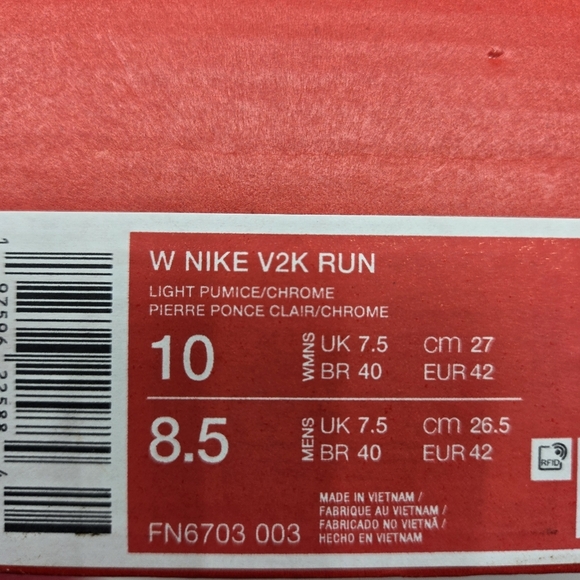 W NIKE V2K RUN
LIGHT PUMICE/CHROME
PIERRE PONCE CLAIR/CHROME
10 WMNS UK 7.5 cm 27
BR 40 EUR 42
8.5 MENS UK 7.5 cm 26.5
BR 40 EUR 42
RFID
MADE IN VIETNAM /
FABRIQUE AU VIETNAM /
FABRICADO NO VIETNÃ /
FN6703 003 HECHO EN VIETNAM